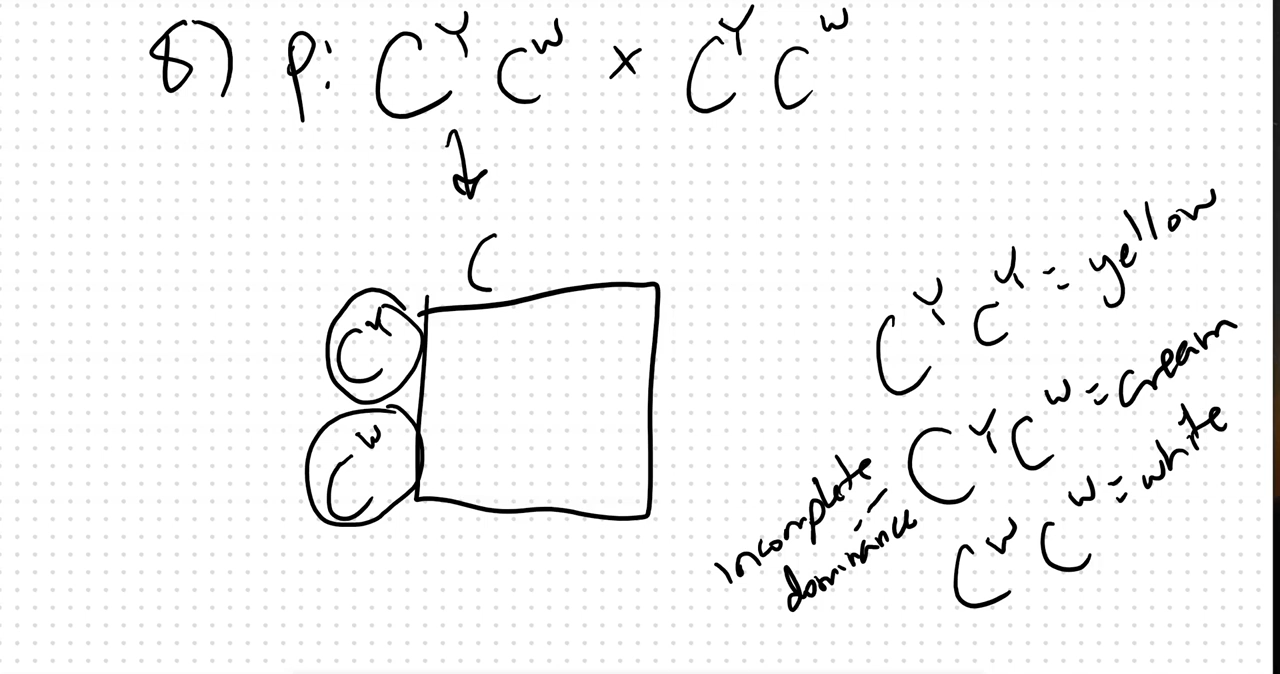 8) P: C^Y C^W x C^Y C^W
C
C^Y
C^W
C^Y C^Y = yellow
C^Y C^W = cream
incomplete
dominance
C^W C^W = white